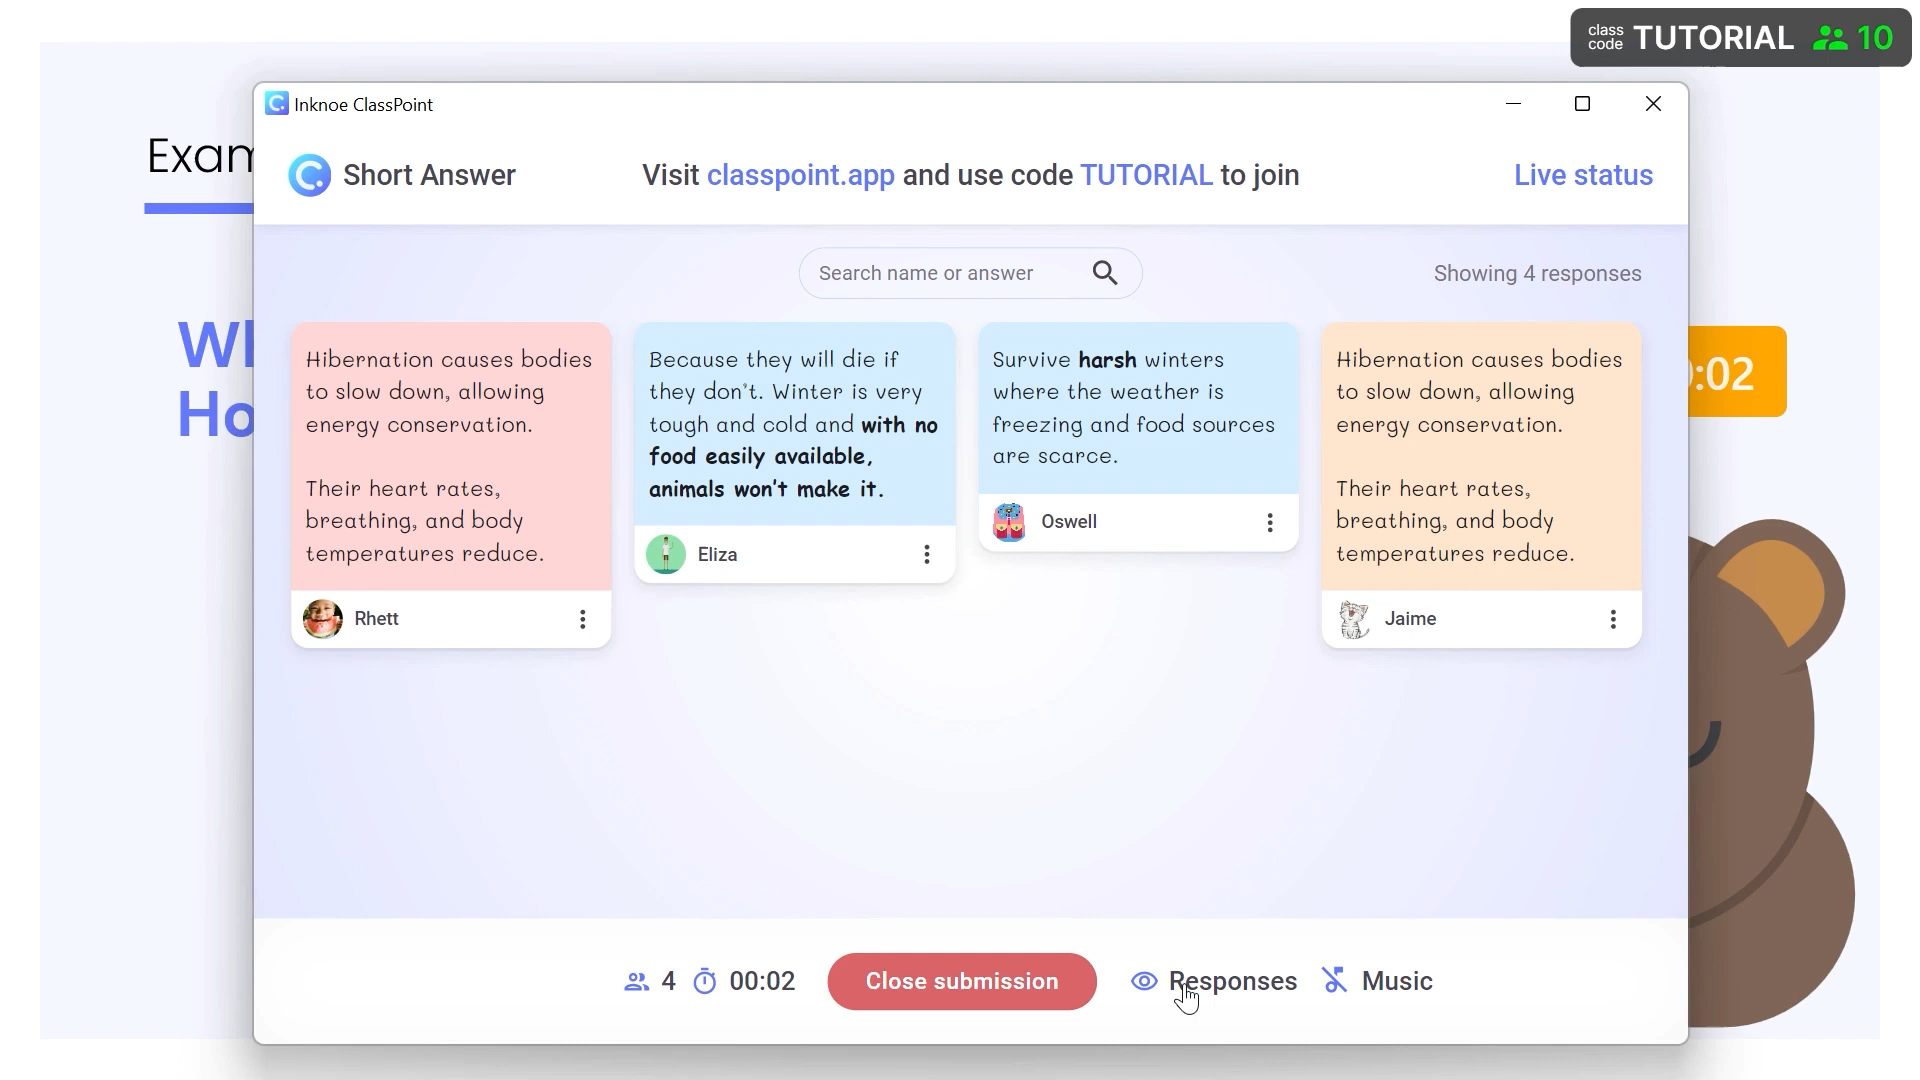 class
code
TUTORIAL
10
Inknoe ClassPoint
Short Answer
Visit classpoint.app and use code TUTORIAL to join
Live status
Search name or answer
Showing 4 responses
Hibernation causes bodies
to slow down, allowing
energy conservation.
Their heart rates,
breathing, and body
temperatures reduce.
Rhett
Because they will die if
they don't. Winter is very
tough and cold and with no
food easily available,
animals won't make it.
Eliza
Survive harsh winters
where the weather is
freezing and food sources
are scarce.
Oswell
Hibernation causes bodies
to slow down, allowing
energy conservation.
Their heart rates,
breathing, and body
temperatures reduce.
Jaime
4
00:02
Close submission
Responses
Music
:02